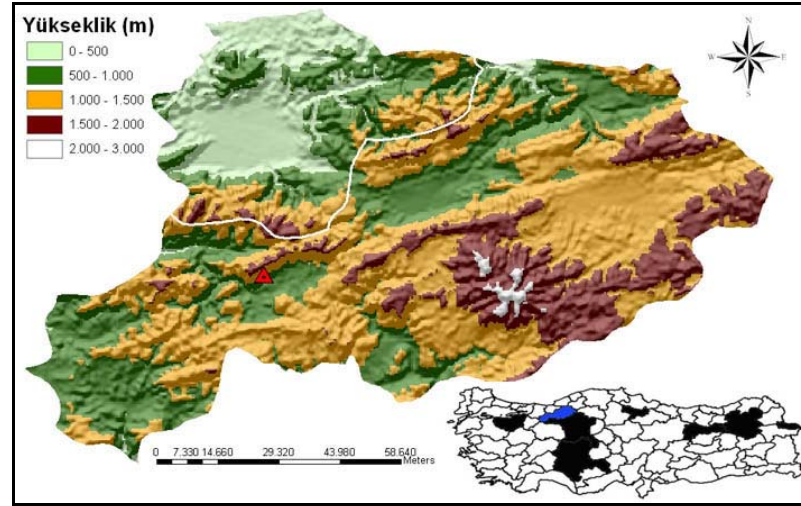 Yükseklik (m)
0 - 500
500 - 1.000
1.000 - 1.500
1.500 - 2.000
2.000 - 3.000
N
W E
S
0 7.330 14.660 29.320 43.980 58.640
Meters